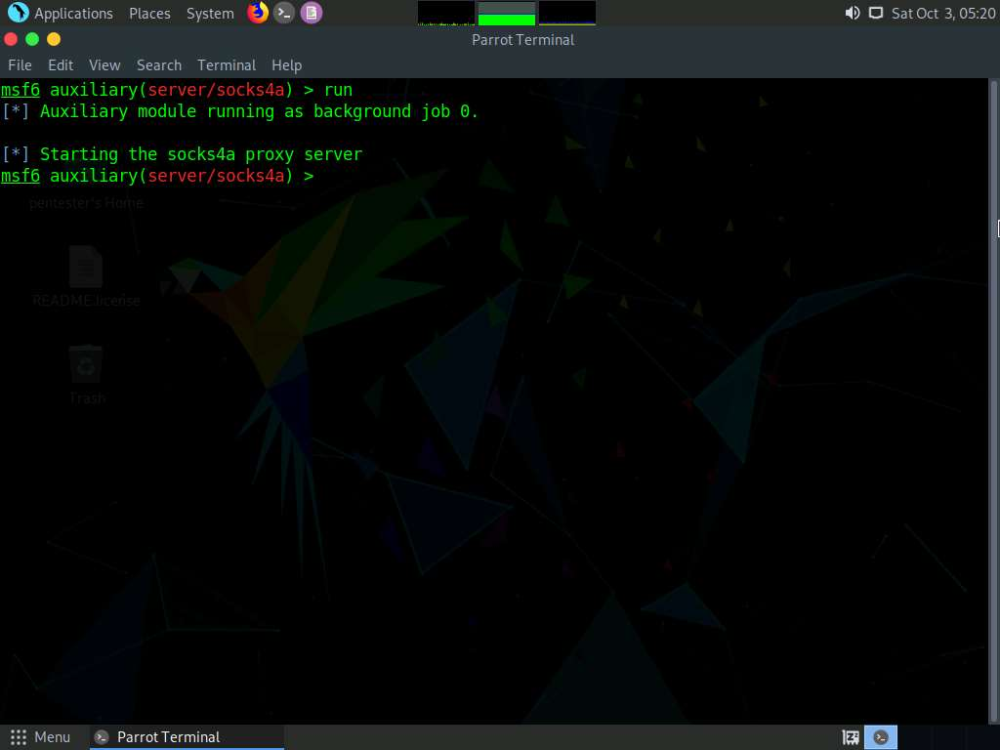 Applications Places System Sat Oct 3, 05:20
Parrot Terminal
File Edit View Search Terminal Help
msf6 auxiliary(server/socks4a) > run
[*] Auxiliary module running as background job 0.
[*] Starting the socks4a proxy server
msf6 auxiliary(server/socks4a) >
pentester's Home
README.license
Trash
Menu Parrot Terminal